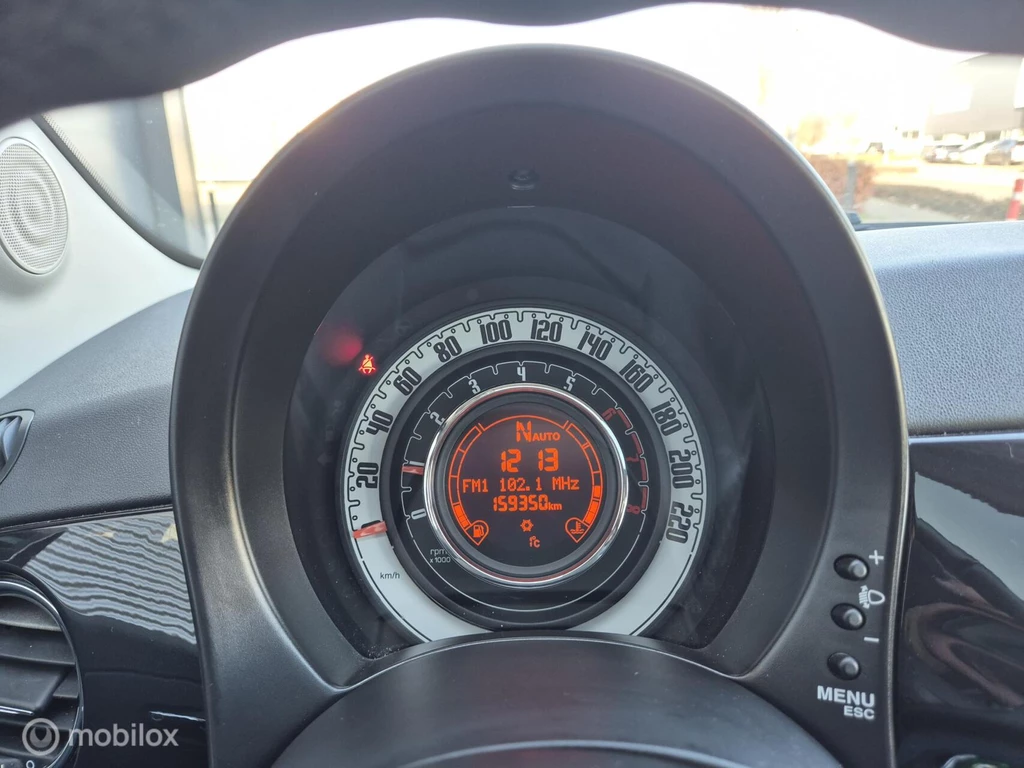 20 40 60 80 100 120 140 160 180 200 220
km/h
0 1 2 3 4 5 6 7 8
rpm
x1000
N AUTO
12 13
FM1 102.1 MHz
159350km
1°c
+
−
MENU
ESC
mobilox